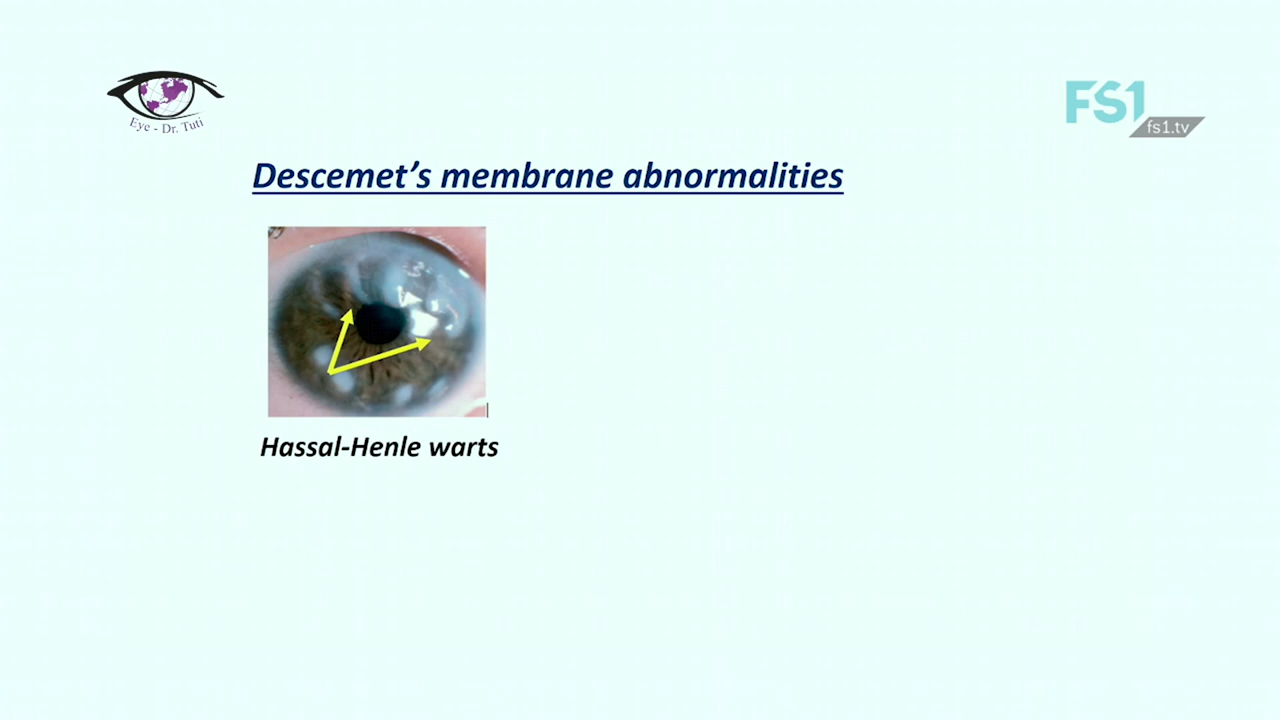 Eye - Dr. Tuti
FS1
fs1.tv
Descemet's membrane abnormalities
Hassal-Henle warts